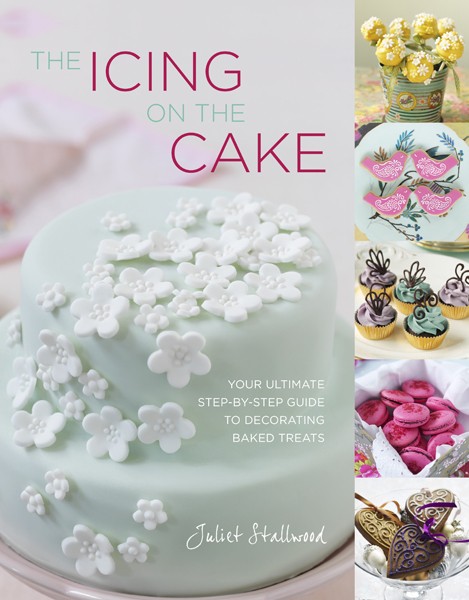 THE ICING
ON THE
CAKE
YOUR ULTIMATE
STEP-BY-STEP GUIDE
TO DECORATING
BAKED TREATS
Juliet Stallwood